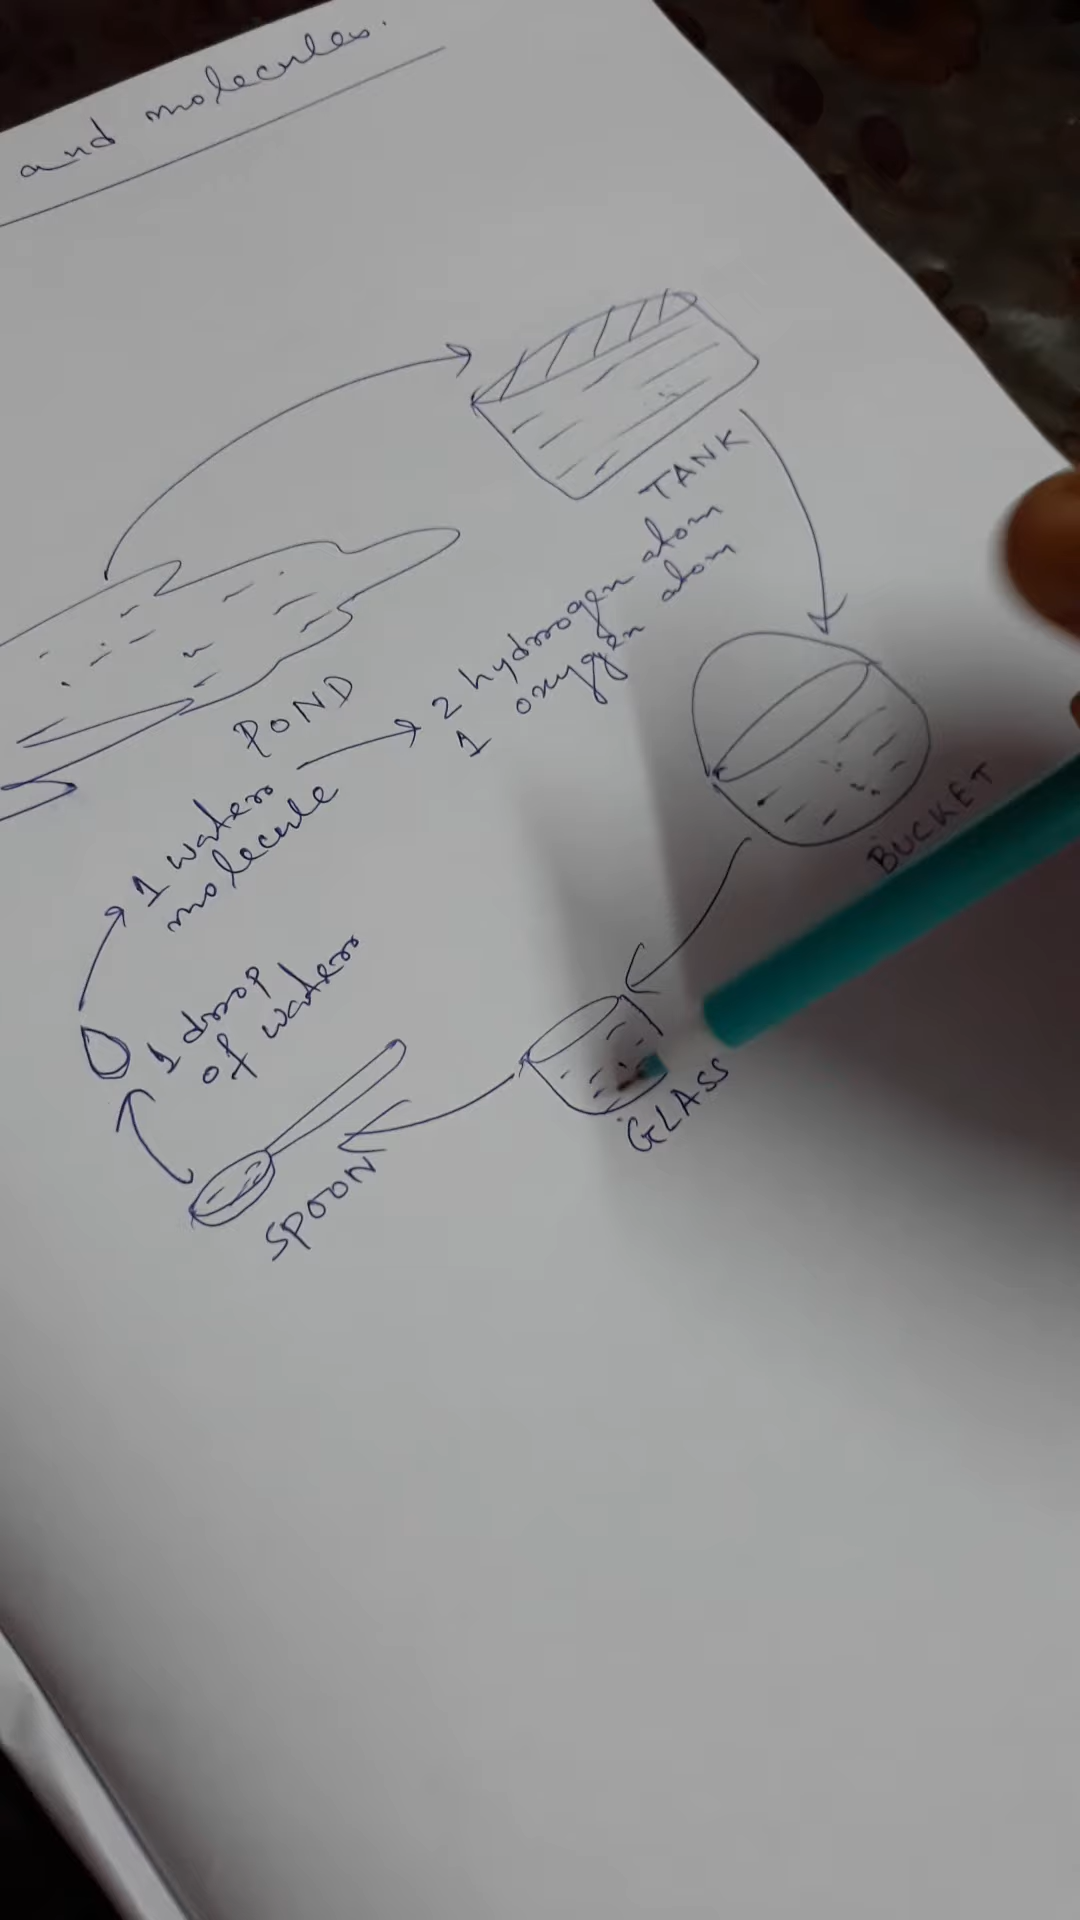 and molecules.
TANK
POND
2 hydrogen atom
1 oxygen atom
1 water
molecule
BUCKET
1 drop
of water
GLASS
SPOON